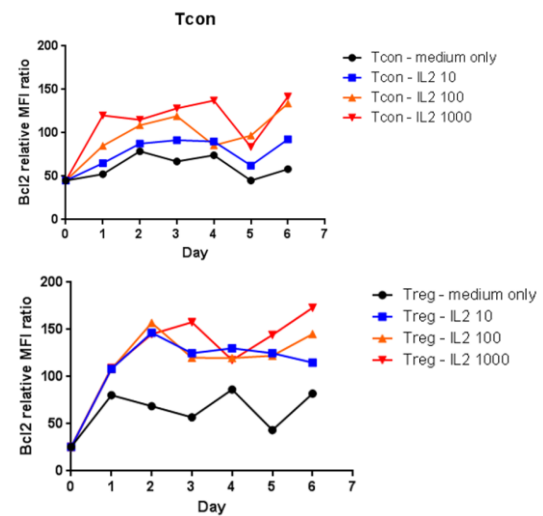 Tcon
Bcl2 relative MFI ratio
200
150
100
50
0
0 1 2 3 4 5 6 7
Day
Tcon - medium only
Tcon - IL2 10
Tcon - IL2 100
Tcon - IL2 1000
Bcl2 relative MFI ratio
200
150
100
50
0
0 1 2 3 4 5 6 7
Day
Treg - medium only
Treg - IL2 10
Treg - IL2 100
Treg - IL2 1000